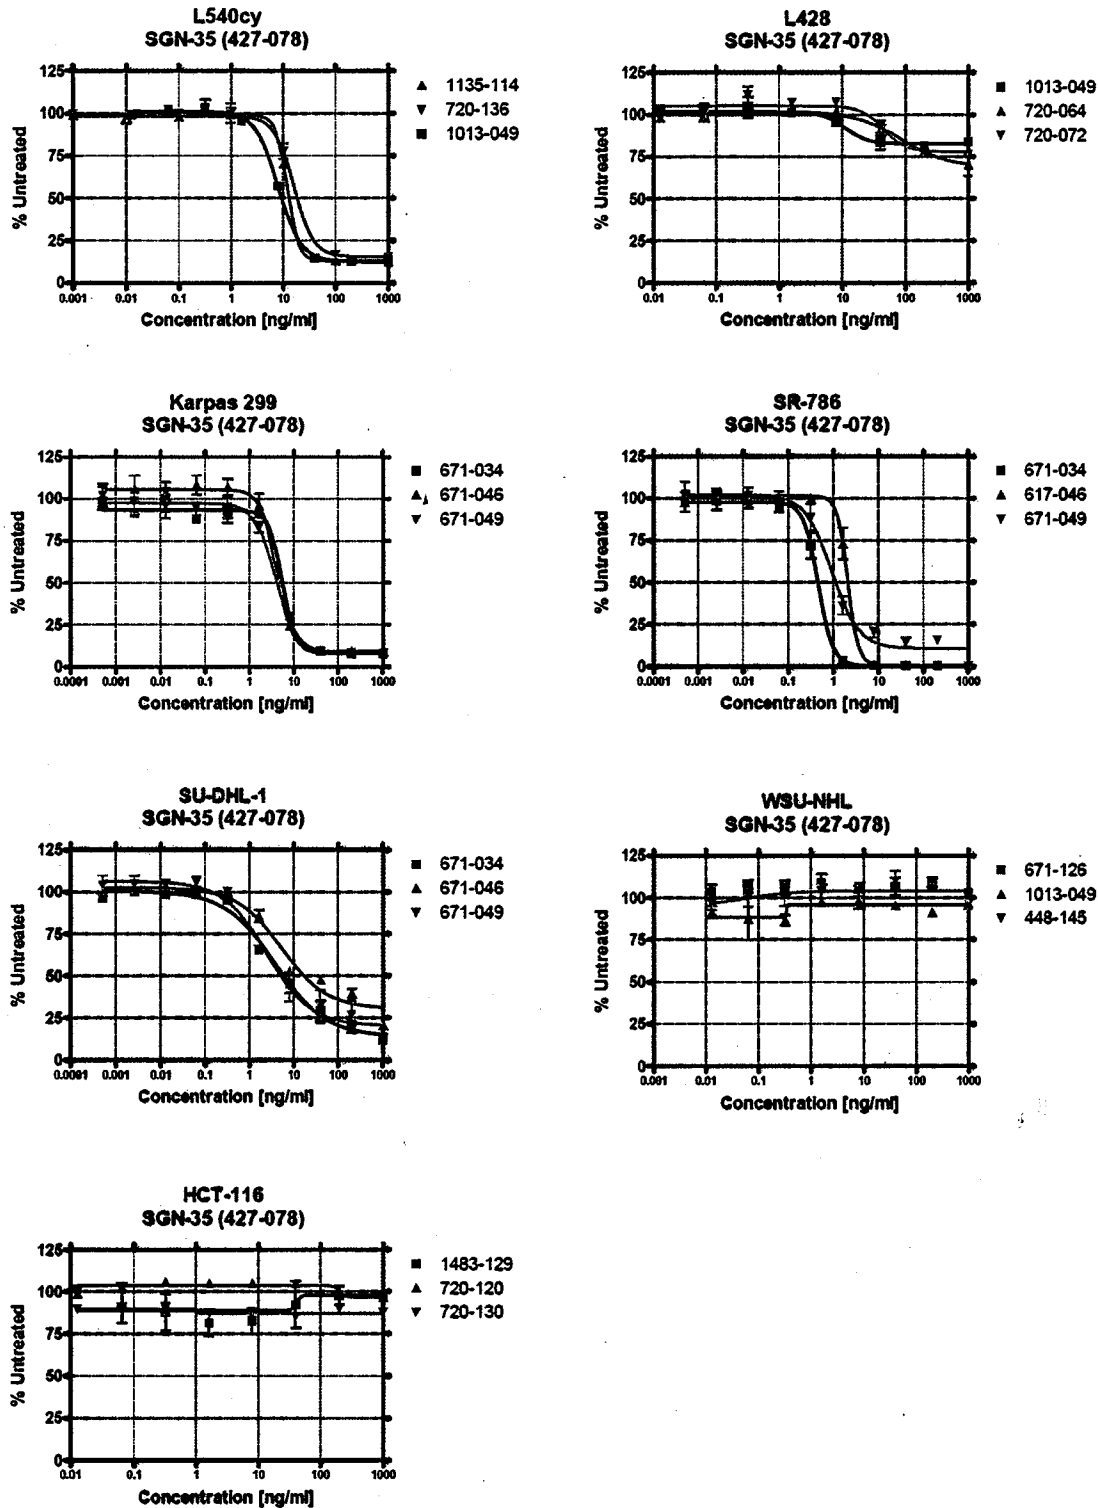 L540cy
SGN-35 (427-078)
125
100
75
50
25
0
% Untreated
0.001 0.01 0.1 1 10 100 1000
Concentration [ng/ml]
1135-114
720-136
1013-049
L428
SGN-35 (427-078)
125
100
75
50
25
0
% Untreated
0.01 0.1 1 10 100 1000
Concentration [ng/ml]
1013-049
720-064
720-072
Karpas 299
SGN-35 (427-078)
125
100
75
50
25
0
% Untreated
0.0001 0.001 0.01 0.1 1 10 100 1000
Concentration [ng/ml]
671-034
671-046
671-049
SR-786
SGN-35 (427-078)
125
100
75
50
25
0
% Untreated
0.0001 0.001 0.01 0.1 1 10 100 1000
Concentration [ng/ml]
671-034
617-046
671-049
SU-DHL-1
SGN-35 (427-078)
125
100
75
50
25
0
% Untreated
0.0001 0.001 0.01 0.1 1 10 100 1000
Concentration [ng/ml]
671-034
671-046
671-049
WSU-NHL
SGN-35 (427-078)
125
100
75
50
25
0
% Untreated
0.001 0.01 0.1 1 10 100 1000
Concentration [ng/ml]
671-126
1013-049
448-145
HCT-116
SGN-35 (427-078)
125
100
75
50
25
0
% Untreated
0.01 0.1 1 10 100 1000
Concentration [ng/ml]
1483-129
720-120
720-130